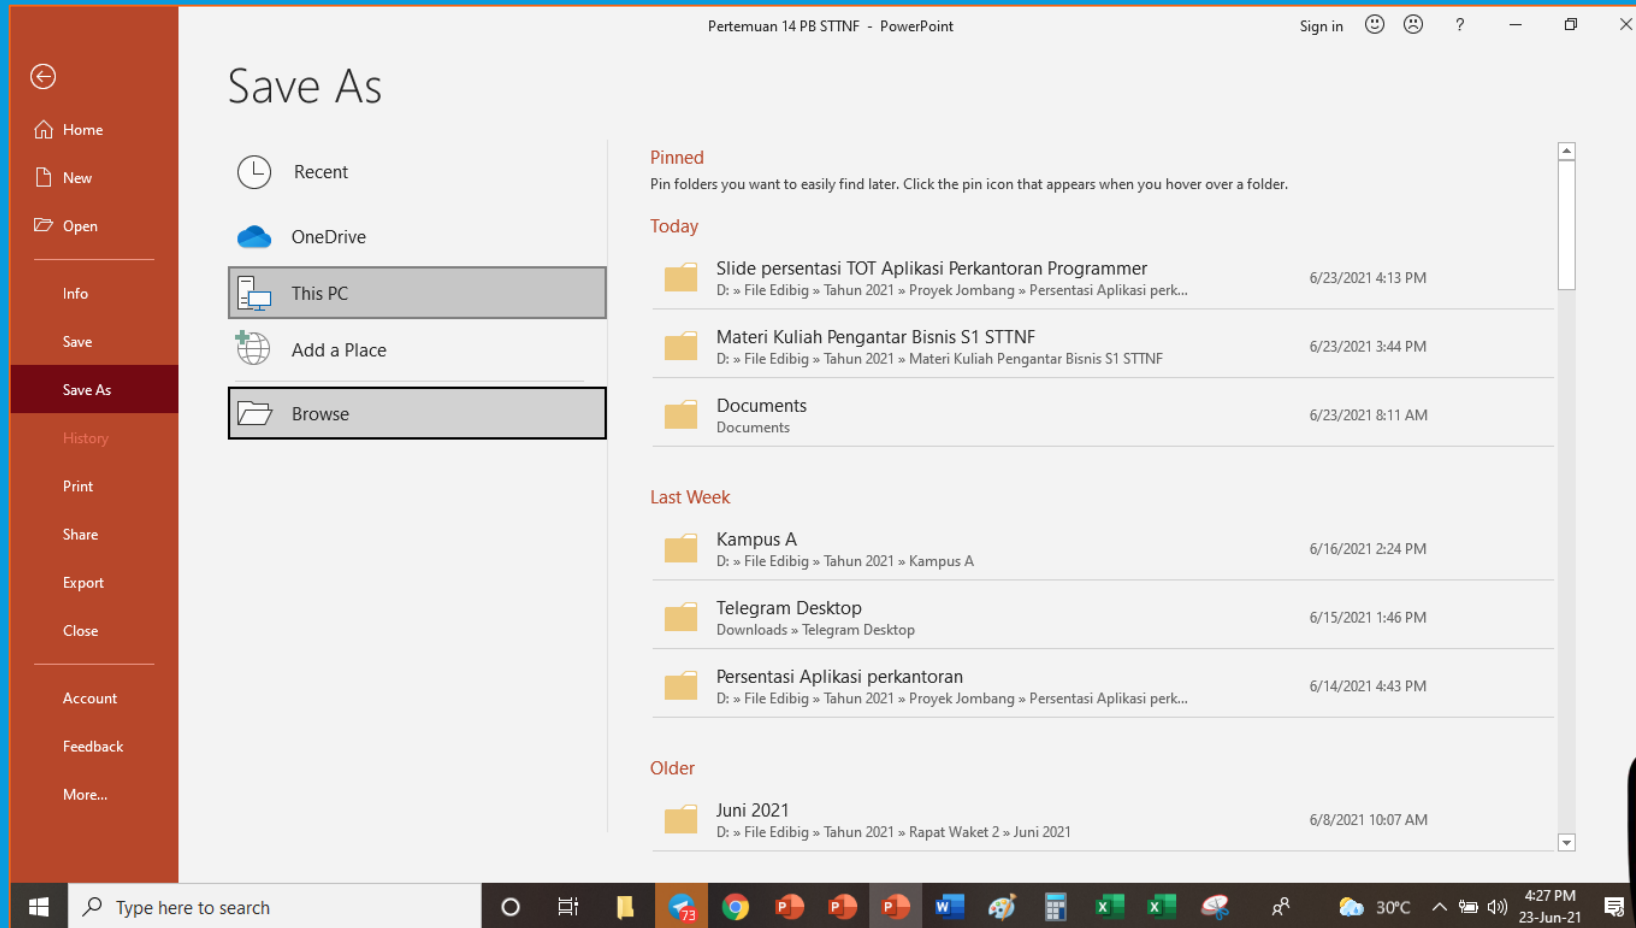 Pertemuan 14 PB STTNF - PowerPoint
Sign in
?
Save As
Home
New
Open
Info
Save
Save As
History
Print
Share
Export
Close
Account
Feedback
More...
Recent
OneDrive
This PC
Add a Place
Browse
Pinned
Pin folders you want to easily find later. Click the pin icon that appears when you hover over a folder.
Today
Slide persentasi TOT Aplikasi Perkantoran Programmer
D: » File Edibig » Tahun 2021 » Proyek Jombang » Persentasi Aplikasi perk...
6/23/2021 4:13 PM
Materi Kuliah Pengantar Bisnis S1 STTNF
D: » File Edibig » Tahun 2021 » Materi Kuliah Pengantar Bisnis S1 STTNF
6/23/2021 3:44 PM
Documents
Documents
6/23/2021 8:11 AM
Last Week
Kampus A
D: » File Edibig » Tahun 2021 » Kampus A
6/16/2021 2:24 PM
Telegram Desktop
Downloads » Telegram Desktop
6/15/2021 1:46 PM
Persentasi Aplikasi perkantoran
D: » File Edibig » Tahun 2021 » Proyek Jombang » Persentasi Aplikasi perk...
6/14/2021 4:43 PM
Older
Juni 2021
D: » File Edibig » Tahun 2021 » Rapat Waket 2 » Juni 2021
6/8/2021 10:07 AM
Type here to search
73
P
P
P
W
X
X
30°C
4:27 PM
23-Jun-21